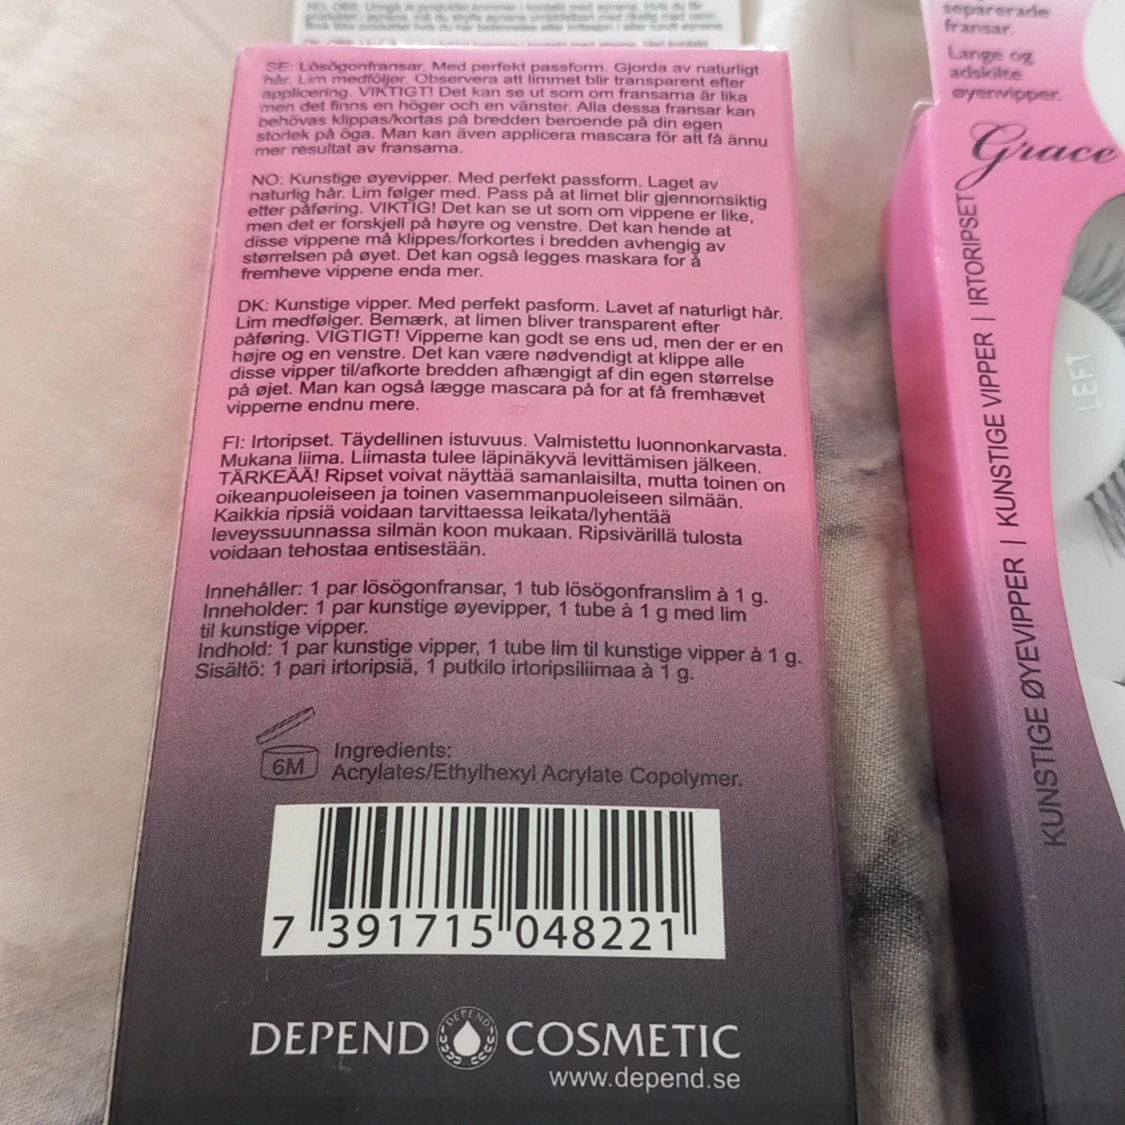 SE: Lösögonfransar. Med perfekt passform. Gjorda av naturligt
hår. Lim medföljer. Observera att limmet blir transparent efter
applicering. VIKTIGT! Det kan se ut som om fransarna är lika
men det finns en höger och en vänster. Alla dessa fransar kan
behövas klippas/kortas på bredden beroende på din egen
storlek på öga. Man kan även applicera mascara för att få ännu
mer resultat av fransarna.
NO: Kunstige øyevipper. Med perfekt passform. Laget av
naturlig hår. Lim følger med. Pass på at limet blir gjennomsiktig
etter påføring. VIKTIG! Det kan se ut som om vippene er like,
men det er forskjell på høyre og venstre. Det kan hende at
disse vippene må klippes/forkortes i bredden avhengig av
størrelsen på øyet. Det kan også legges maskara for å
fremheve vippene enda mer.
DK: Kunstige vipper. Med perfekt pasform. Lavet af naturligt hår.
Lim medfølger. Bemærk, at limen bliver transparent efter
påføring. VIGTIGT! Vipperne kan godt se ens ud, men der er en
højre og en venstre. Det kan være nødvendigt at klippe alle
disse vipper til/afkorte bredden afhængigt af din egen størrelse
på øjet. Man kan også lægge mascara på for at få fremhævet
vipperne endnu mere.
FI: Irtoripset. Täydellinen istuvuus. Valmistettu luonnonkarvasta.
Mukana liima. Liimasta tulee läpinäkyvä levittämisen jälkeen.
TÄRKEÄÄ! Ripset voivat näyttää samanlaisilta, mutta toinen on
oikeanpuoleiseen ja toinen vasemmanpuoleiseen silmään.
Kaikkia ripsiä voidaan tarvittaessa leikata/lyhentää
leveyssuunnassa silmän koon mukaan. Ripsivärillä tulosta
voidaan tehostaa entisestään.
Innehåller: 1 par lösögonfransar, 1 tub lösögonfranslim à 1 g.
Inneholder: 1 par kunstige øyevipper, 1 tube à 1 g med lim
til kunstige vipper.
Indhold: 1 par kunstige vipper, 1 tube lim til kunstige vipper à 1 g.
Sisältö: 1 pari irtoripsiä, 1 putkilo irtoripsiliimaa à 1 g.
6M
Ingredients:
Acrylates/Ethylhexyl Acrylate Copolymer.
7 391715 048221
DEPEND DEPEND COSMETIC
www.depend.se
separerade
fransar.
Lange og
adskilte
øyenvipper.
Grace
KUNSTIGE ØYEVIPPER | KUNSTIGE VIPPER | IRTORIPSET
LEFT